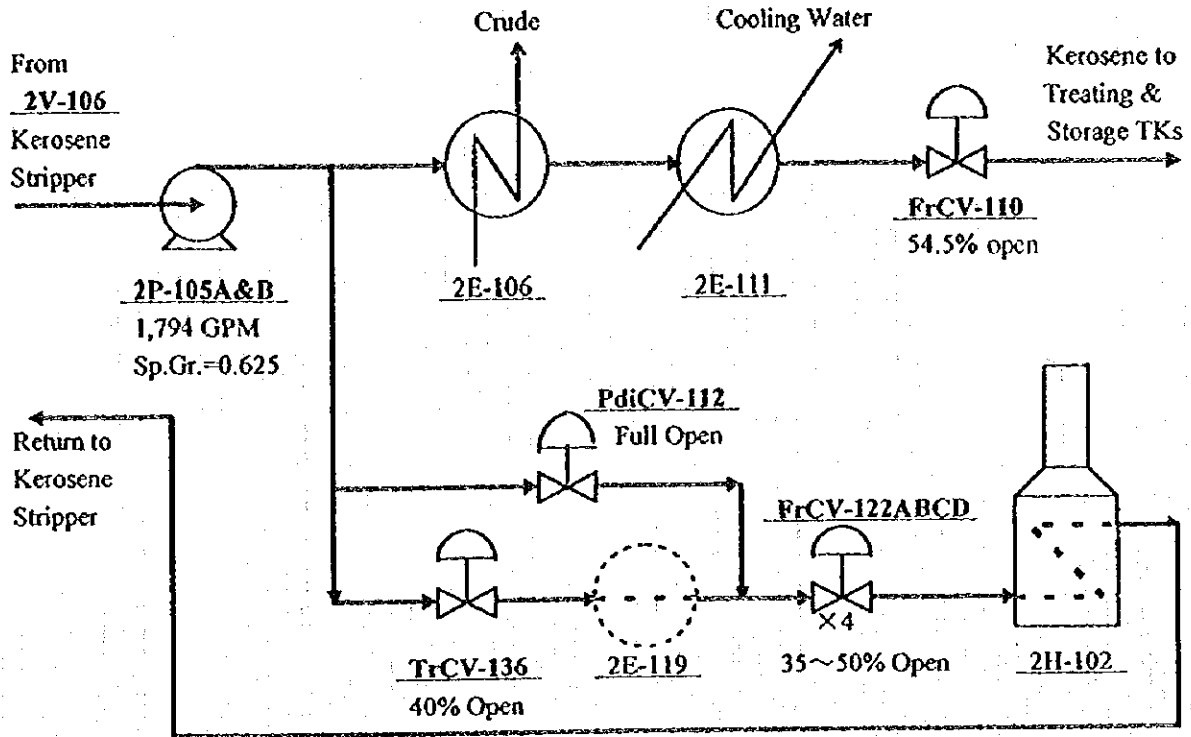 Crude
Cooling Water
From
2V-106
Kerosene
Stripper
Kerosene to
Treating &
Storage TKs
FrCV-110
54.5% open
2P-105A&B
1,794 GPM
Sp.Gr.=0.625
2E-106
2E-111
Return to
Kerosene
Stripper
PdiCV-112
Full Open
FrCV-122ABCD
×4
35~50% Open
TrCV-136
40% Open
2E-119
2H-102